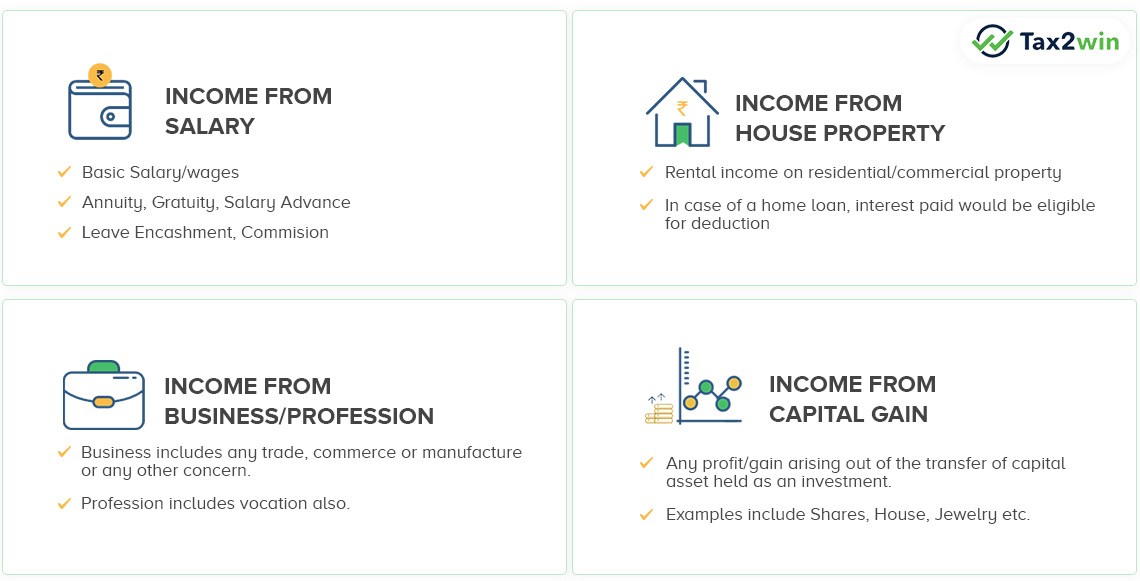 Tax2win
₹
INCOME FROM
SALARY
Basic Salary/wages
Annuity, Gratuity, Salary Advance
Leave Encashment, Commision
₹
INCOME FROM
HOUSE PROPERTY
Rental income on residential/commercial property
In case of a home loan, interest paid would be eligible
for deduction
INCOME FROM
BUSINESS/PROFESSION
Business includes any trade, commerce or manufacture
or any other concern.
Profession includes vocation also.
INCOME FROM
CAPITAL GAIN
Any profit/gain arising out of the transfer of capital
asset held as an investment.
Examples include Shares, House, Jewelry etc.